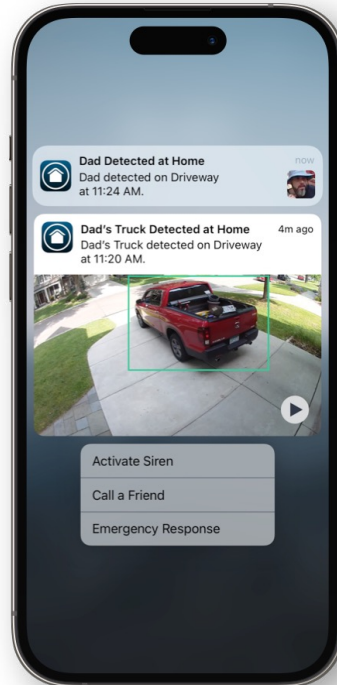 Dad Detected at Home
now
Dad detected on Driveway
at 11:24 AM.
Dad's Truck Detected at Home
4m ago
Dad's Truck detected on Driveway
at 11:20 AM.
Activate Siren
Call a Friend
Emergency Response